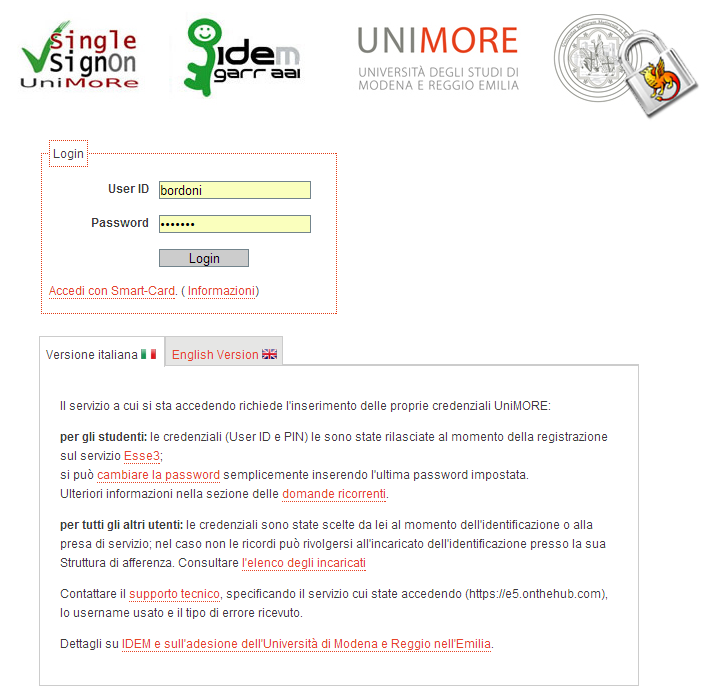 Single
SignOn
UniMoRe
idem
garr aai
UNIMORE
UNIVERSITÀ DEGLI STUDI DI
MODENA E REGGIO EMILIA
Login
User ID bordoni
Password •••••••
Login
Accedi con Smart-Card. ( Informazioni)
Versione italiana English Version
Il servizio a cui si sta accedendo richiede l'inserimento delle proprie credenziali UniMORE:
per gli studenti: le credenziali (User ID e PIN) le sono state rilasciate al momento della registrazione
sul servizio Esse3;
si può cambiare la password semplicemente inserendo l'ultima password impostata.
Ulteriori informazioni nella sezione delle domande ricorrenti.
per tutti gli altri utenti: le credenziali sono state scelte da lei al momento dell'identificazione o alla
presa di servizio; nel caso non le ricordi può rivolgersi all'incaricato dell'identificazione presso la sua
Struttura di afferenza. Consultare l'elenco degli incaricati
Contattare il supporto tecnico, specificando il servizio cui state accedendo (https://e5.onthehub.com),
lo username usato e il tipo di errore ricevuto.
Dettagli su IDEM e sull'adesione dell'Università di Modena e Reggio nell'Emilia.